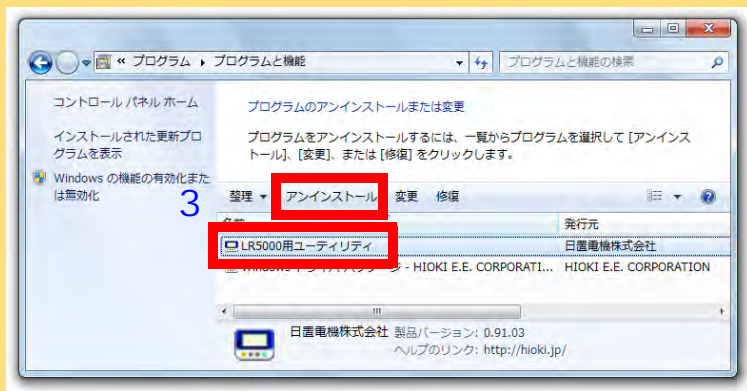 « プログラム ▸ プログラムと機能
プログラムと機能の検索
コントロール パネル ホーム
インストールされた更新プロ
グラムを表示
Windows の機能の有効化また
は無効化
プログラムのアンインストールまたは変更
プログラムをアンインストールするには、一覧からプログラムを選択して [アンインス
トール]、[変更]、または [修復] をクリックします。
3
整理 ▼ アンインストール 変更 修復
発行元
LR5000用ユーティリティ 日置電機株式会社
- HIOKI E.E. CORPORATI... HIOKI E.E. CORPORATION
日置電機株式会社 製品バージョン: 0.91.03
ヘルプのリンク: http://hioki.jp/